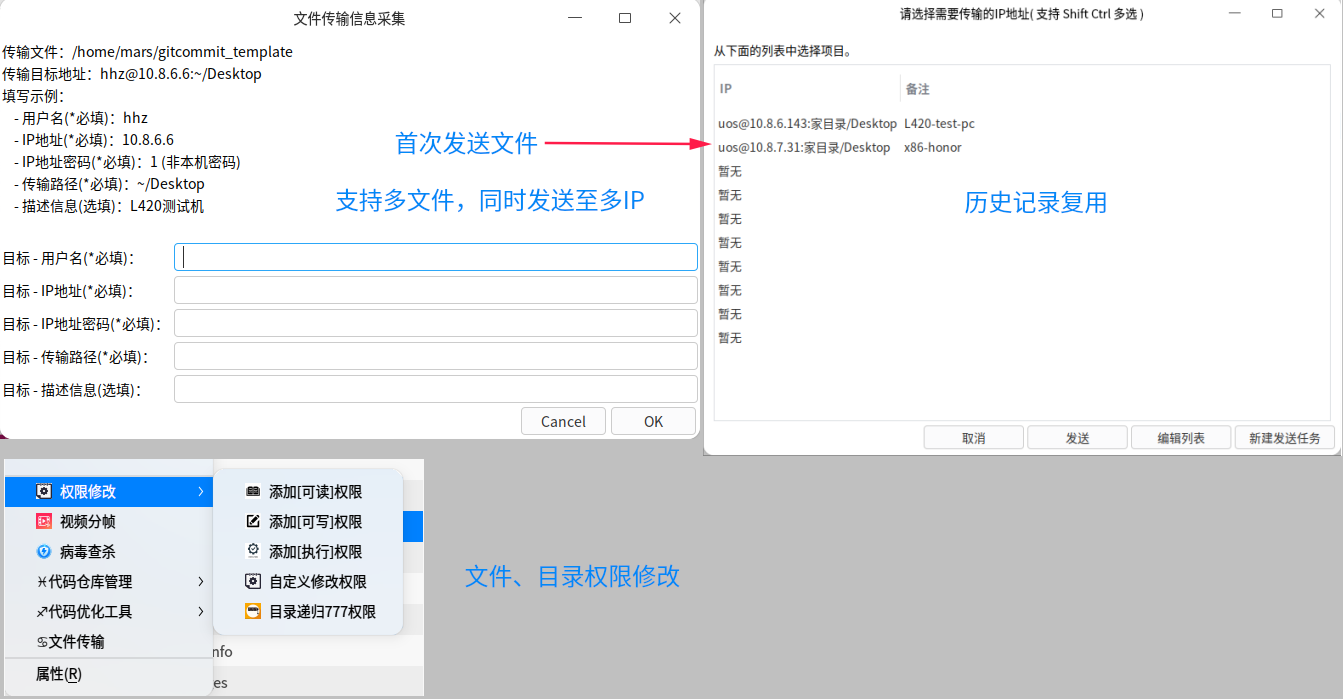 文件传输信息采集
传输文件：/home/mars/gitcommit_template
传输目标地址：hhz@10.8.6.6:~/Desktop
填写示例：
- 用户名(*必填)：hhz
- IP地址(*必填)：10.8.6.6
- IP地址密码(*必填)：1 (非本机密码)
- 传输路径(*必填)：~/Desktop
- 描述信息(选填)：L420测试机
首次发送文件
支持多文件，同时发送至多IP
目标 - 用户名(*必填)：
目标 - IP地址(*必填)：
目标 - IP地址密码(*必填)：
目标 - 传输路径(*必填)：
目标 - 描述信息(选填)：
Cancel
OK
请选择需要传输的IP地址( 支持 Shift Ctrl 多选 )
从下面的列表中选择项目。
IP 备注
uos@10.8.6.143:家目录/Desktop L420-test-pc
uos@10.8.7.31:家目录/Desktop x86-honor
暂无
暂无
暂无
暂无
暂无
暂无
暂无
暂无
历史记录复用
取消
发送
编辑列表
新建发送任务
权限修改
视频分帧
病毒查杀
♓代码仓库管理
♐代码优化工具
♋文件传输
属性(R)
添加[可读]权限
添加[可写]权限
添加[执行]权限
自定义修改权限
目录递归777权限
nfo
es
文件、目录权限修改